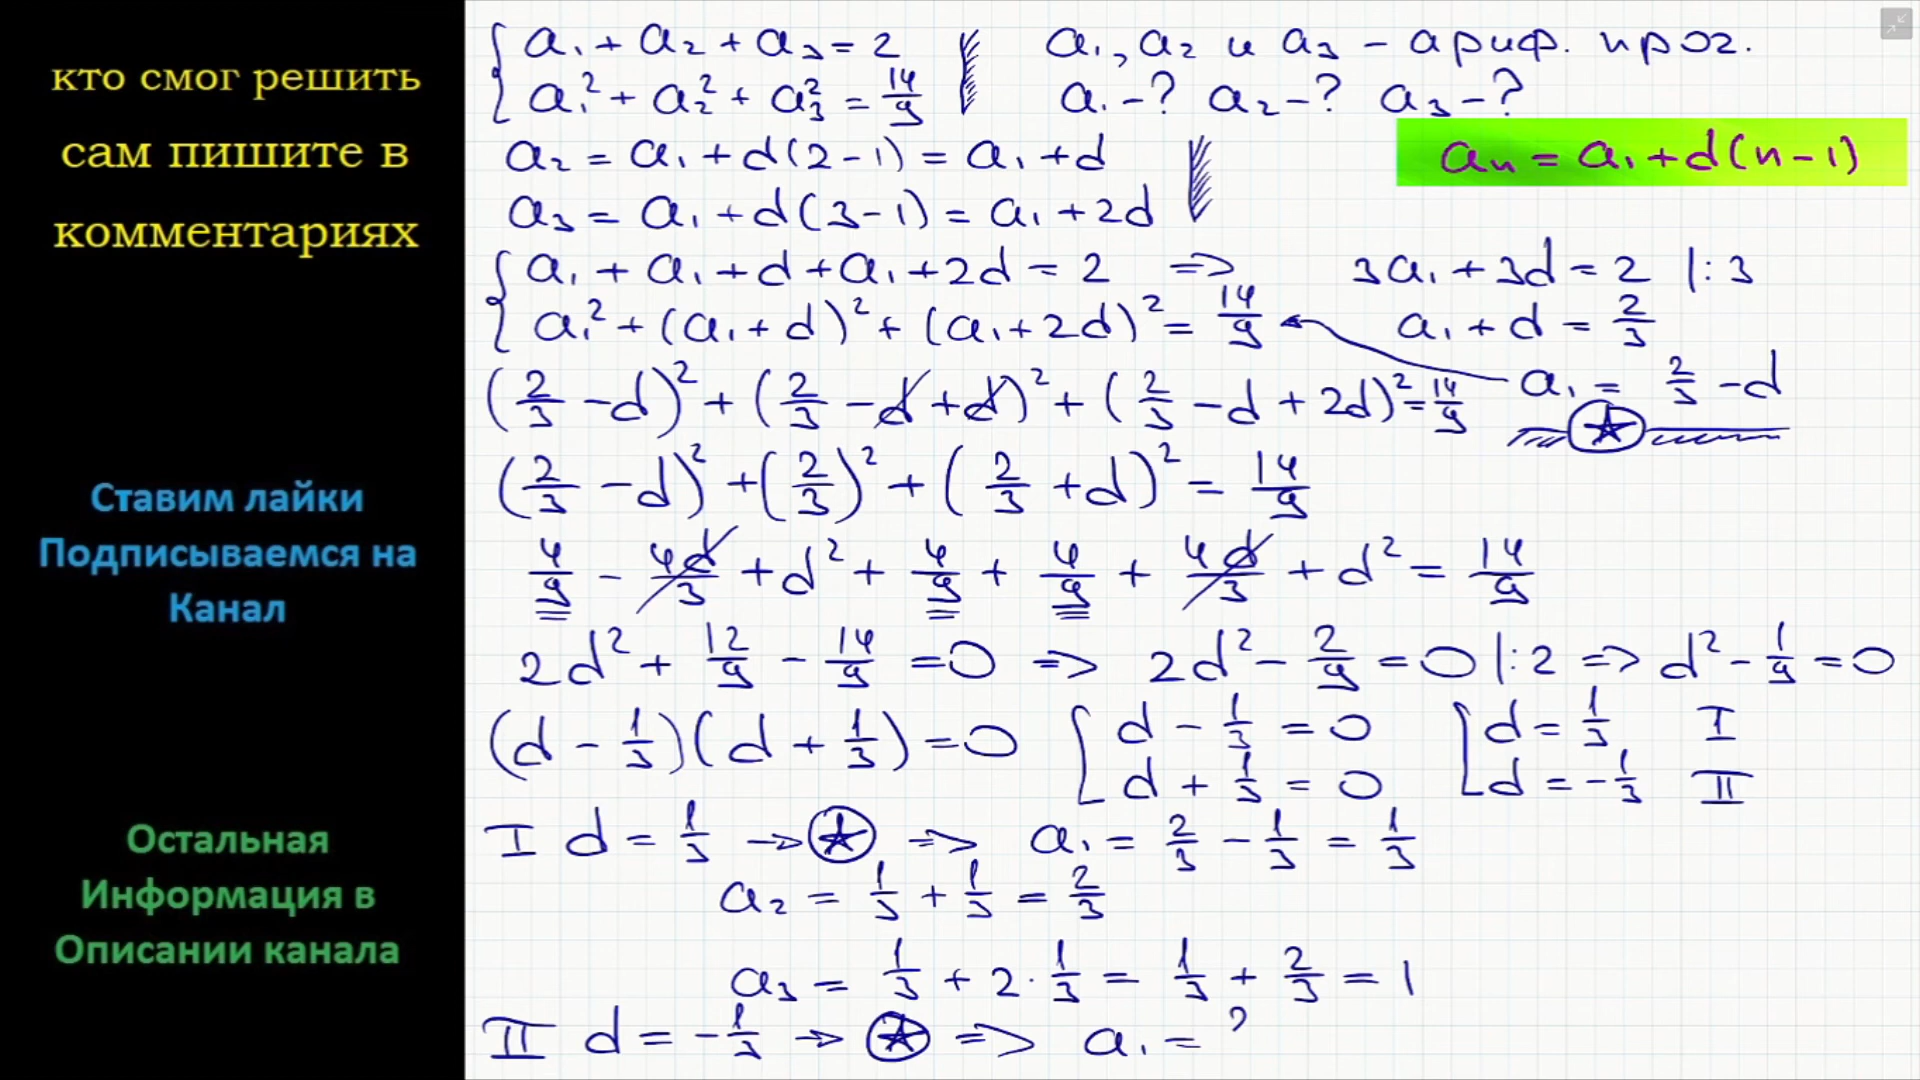 кто смог решить
сам пишите в
комментариях
Ставим лайки
Подписываемся на
Канал
Остальная
Информация в
Описании канала
{ a₁ + a₂ + a₃ = 2    a₁, a₂ и a₃ – ариф. прог.
a₁² + a₂² + a₃² = 14/9    a₁ – ? a₂ – ? a₃ – ?
a₂ = a₁ + d(2 – 1) = a₁ + d    aₙ = a₁ + d(n – 1)
a₃ = a₁ + d(3 – 1) = a₁ + 2d
{ a₁ + a₁ + d + a₁ + 2d = 2 => 3a₁ + 3d = 2 |: 3
a₁² + (a₁ + d)² + (a₁ + 2d)² = 14/9    a₁ + d = 2/3
(2/3 – d)² + (2/3 – d + d)² + (2/3 – d + 2d)² = 14/9    a₁ = 2/3 – d
(2/3 – d)² + (2/3)² + (2/3 + d)² = 14/9
4/9 – 4d/3 + d² + 4/9 + 4/9 + 4d/3 + d² = 14/9
2d² + 12/9 – 14/9 = 0 => 2d² – 2/9 = 0 |: 2 => d² – 1/9 = 0
(d – 1/3)(d + 1/3) = 0    [ d – 1/3 = 0    [ d = 1/3    I
d + 1/3 = 0    d = –1/3    II
I d = 1/3 → ☆ => a₁ = 2/3 – 1/3 = 1/3
a₂ = 1/3 + 1/3 = 2/3
a₃ = 1/3 + 2 · 1/3 = 1/3 + 2/3 = 1
II d = –1/3 → ☆ => a₁ =